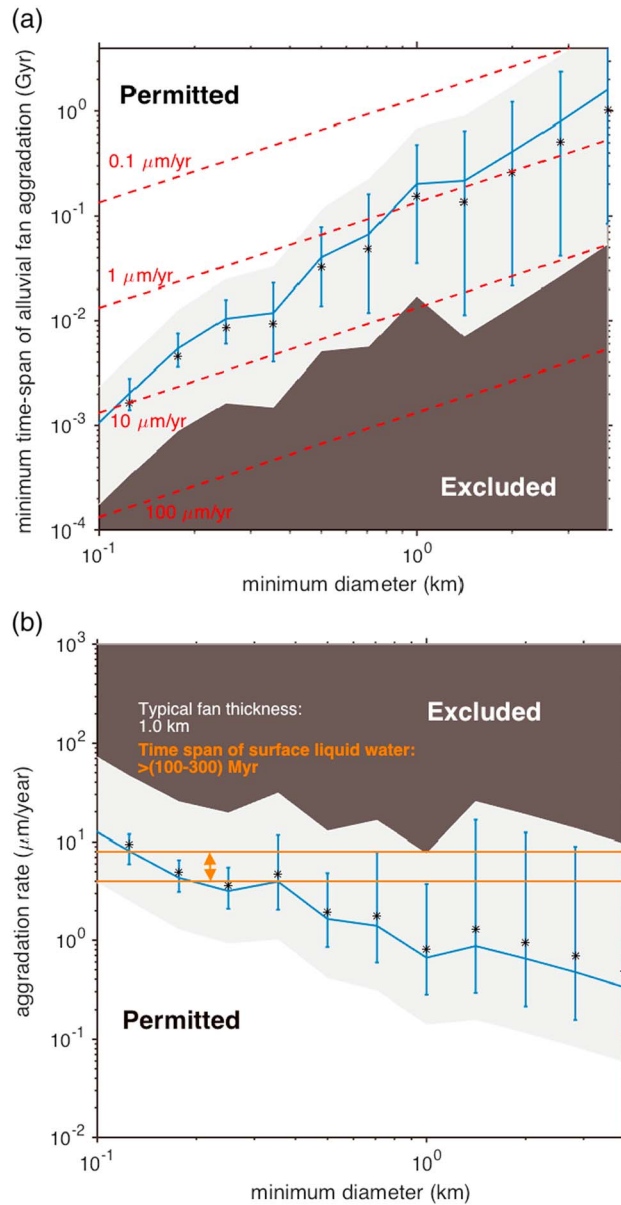 (a)
minimum time-span of alluvial fan aggradation (Gyr)
10⁰
10⁻¹
10⁻²
10⁻³
10⁻⁴
Permitted
0.1 μm/yr
1 μm/yr
10 μm/yr
100 μm/yr
Excluded
10⁻¹
10⁰
minimum diameter (km)
(b)
aggradation rate (μm/year)
10³
10²
10¹
10⁰
10⁻¹
10⁻²
Typical fan thickness:
1.0 km
Excluded
Time span of surface liquid water:
>(100-300) Myr
Permitted
10⁻¹
10⁰
minimum diameter (km)